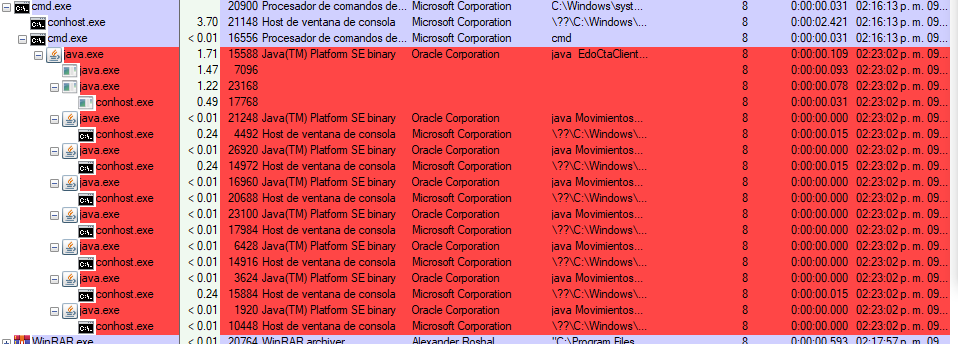 cmd.exe 20900 Procesador de comandos de... Microsoft Corporation C:\Windows\syst... 8 0:00:00.031 02:16:13 p. m. 09...
conhost.exe 3.70 21148 Host de ventana de consola Microsoft Corporation \??\C:\Windows\... 8 0:00:02.421 02:16:13 p. m. 09...
cmd.exe < 0.01 16556 Procesador de comandos de... Microsoft Corporation cmd 8 0:00:00.031 02:16:13 p. m. 09...
java.exe 1.71 15588 Java(TM) Platform SE binary Oracle Corporation java EdoCtaClient... 8 0:00:00.109 02:23:02 p. m. 09...
java.exe 1.47 7096 8 0:00:00.093 02:23:02 p. m. 09...
java.exe 1.22 23168 8 0:00:00.078 02:23:02 p. m. 09...
conhost.exe 0.49 17768 8 0:00:00.031 02:23:02 p. m. 09...
java.exe < 0.01 21248 Java(TM) Platform SE binary Oracle Corporation java Movimientos... 8 0:00:00.000 02:23:02 p. m. 09...
conhost.exe 0.24 4492 Host de ventana de consola Microsoft Corporation \??\C:\Windows\... 8 0:00:00.015 02:23:02 p. m. 09...
java.exe < 0.01 26920 Java(TM) Platform SE binary Oracle Corporation java Movimientos... 8 0:00:00.000 02:23:02 p. m. 09...
conhost.exe 0.24 14972 Host de ventana de consola Microsoft Corporation \??\C:\Windows\... 8 0:00:00.015 02:23:02 p. m. 09...
java.exe < 0.01 16960 Java(TM) Platform SE binary Oracle Corporation java Movimientos... 8 0:00:00.000 02:23:02 p. m. 09...
conhost.exe < 0.01 20688 Host de ventana de consola Microsoft Corporation \??\C:\Windows\... 8 0:00:00.000 02:23:02 p. m. 09...
java.exe < 0.01 23100 Java(TM) Platform SE binary Oracle Corporation java Movimientos... 8 0:00:00.000 02:23:02 p. m. 09...
conhost.exe < 0.01 17984 Host de ventana de consola Microsoft Corporation \??\C:\Windows\... 8 0:00:00.000 02:23:02 p. m. 09...
java.exe < 0.01 6428 Java(TM) Platform SE binary Oracle Corporation java Movimientos... 8 0:00:00.000 02:23:02 p. m. 09...
conhost.exe < 0.01 14916 Host de ventana de consola Microsoft Corporation \??\C:\Windows\... 8 0:00:00.000 02:23:02 p. m. 09...
java.exe < 0.01 3624 Java(TM) Platform SE binary Oracle Corporation java Movimientos... 8 0:00:00.000 02:23:02 p. m. 09...
conhost.exe 0.24 15884 Host de ventana de consola Microsoft Corporation \??\C:\Windows\... 8 0:00:00.015 02:23:02 p. m. 09...
java.exe < 0.01 1920 Java(TM) Platform SE binary Oracle Corporation java Movimientos... 8 0:00:00.000 02:23:02 p. m. 09...
conhost.exe < 0.01 10448 Host de ventana de consola Microsoft Corporation \??\C:\Windows\... 8 0:00:00.000 02:23:02 p. m. 09...
WinRAR.exe < 0.01 20764 WinRAR archiver Alexander Roshal "C:\Program Files 8 0:00:00.593 02:17:57 p. m. 09...